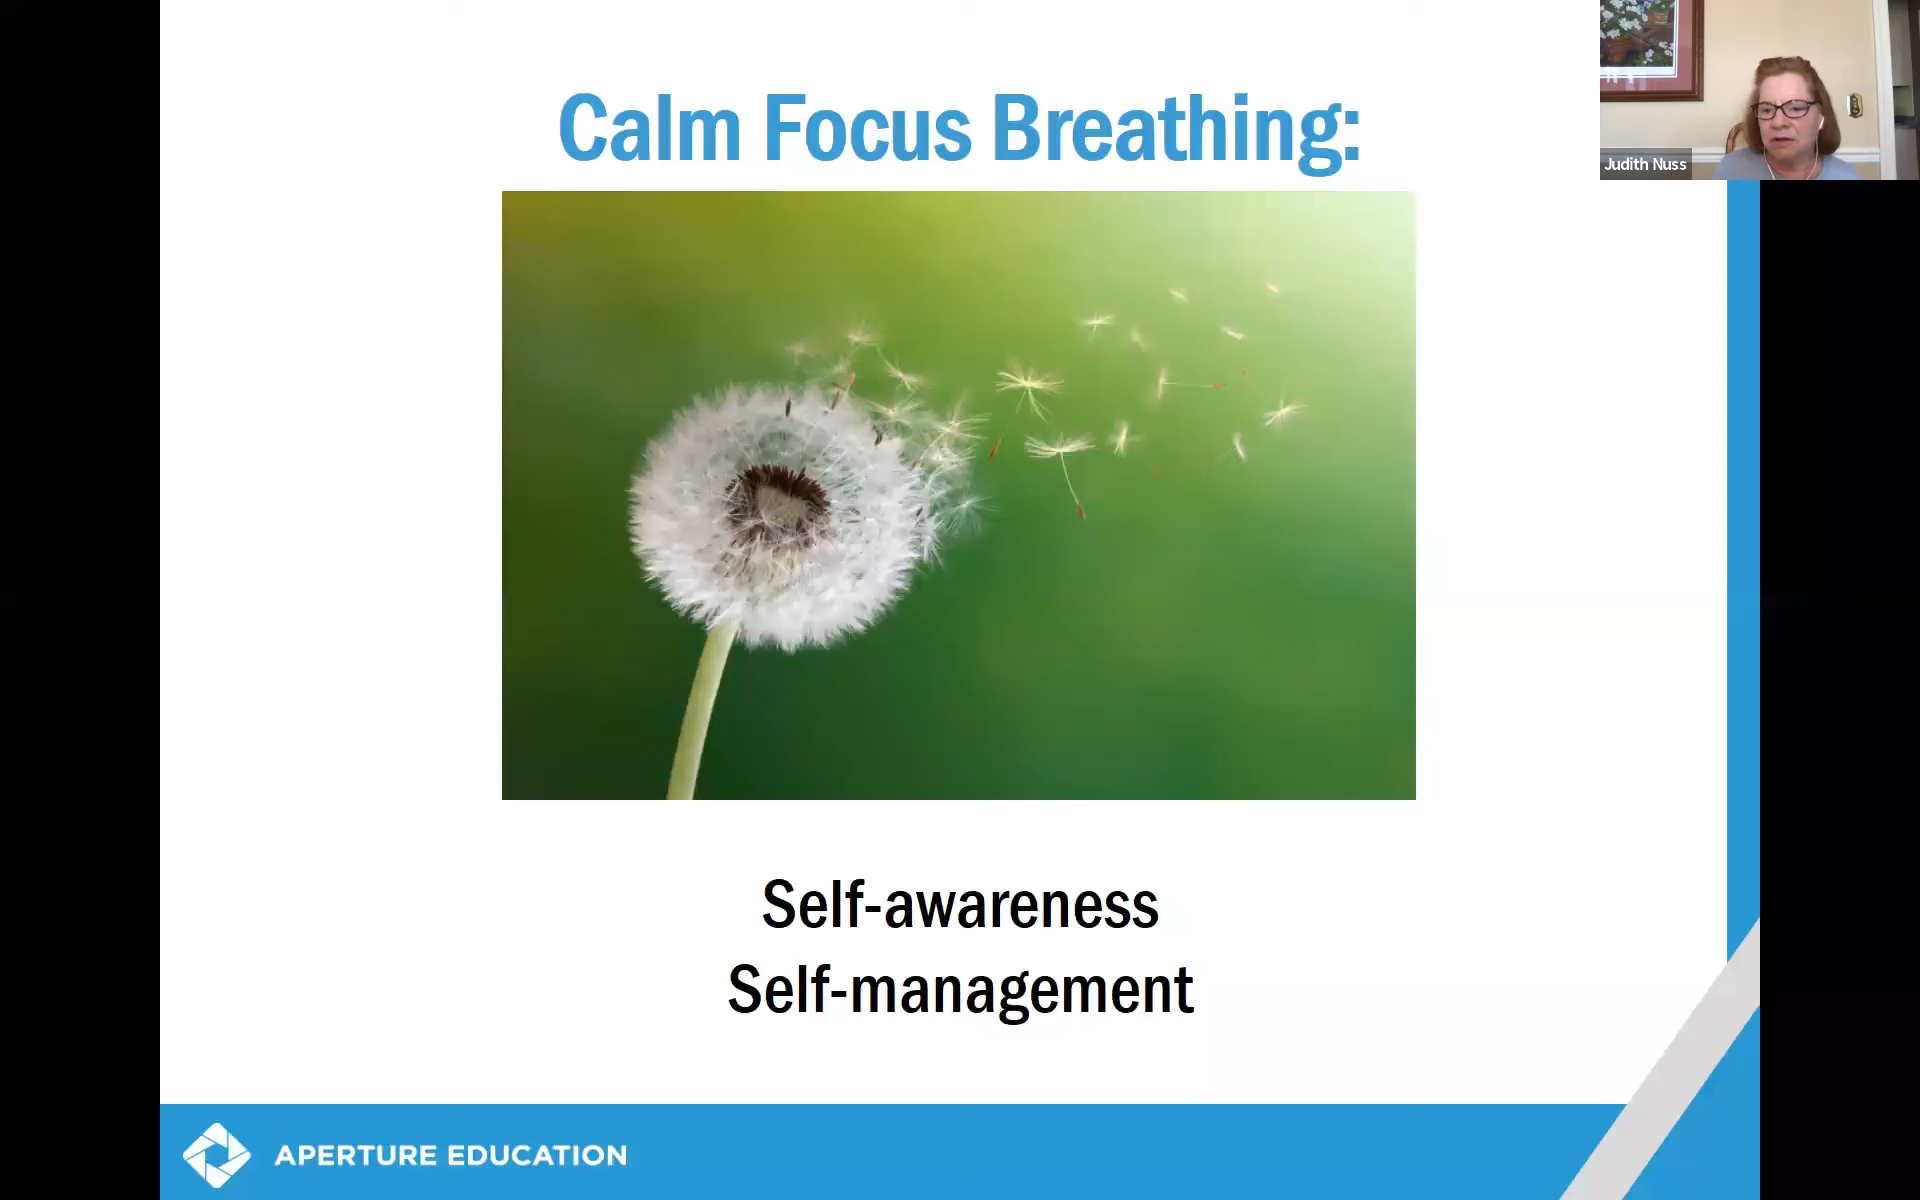 Calm Focus Breathing:
Judith Nuss
Self-awareness
Self-management
APERTURE EDUCATION